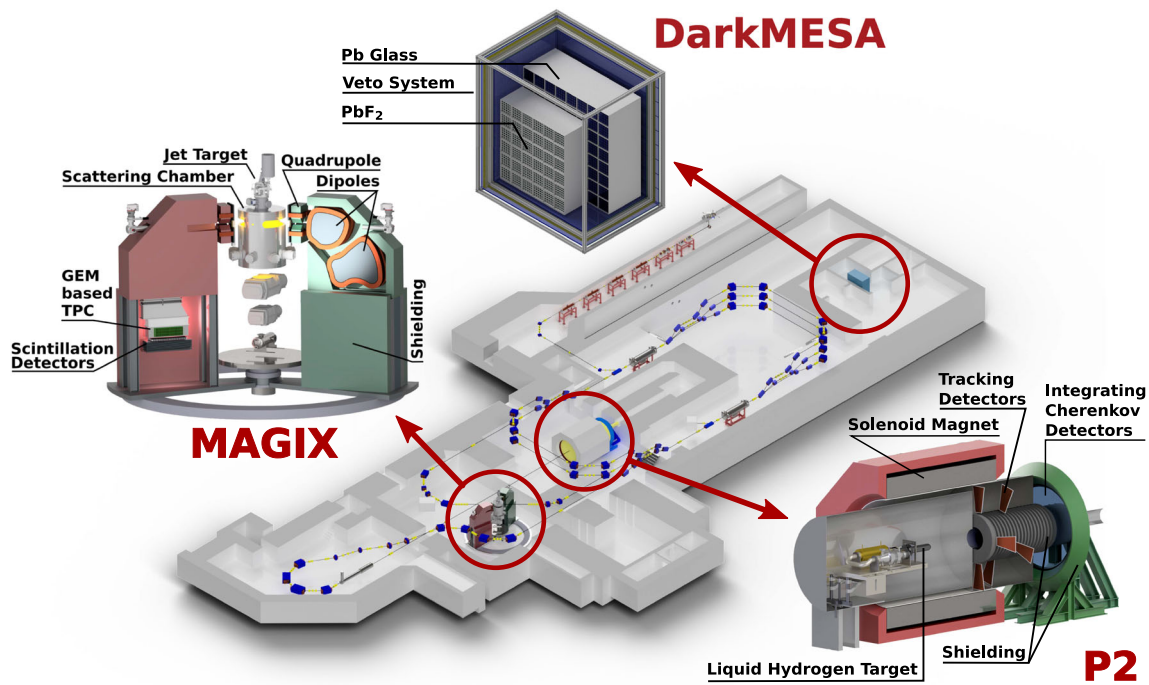 DarkMESA
Pb Glass
Veto System
PbF₂
Jet Target
Scattering Chamber
Quadrupole
Dipoles
GEM
based
TPC
Scintillation
Detectors
Shielding
MAGIX
Tracking
Detectors
Integrating
Cherenkov
Detectors
Solenoid Magnet
Liquid Hydrogen Target
Shielding
P2